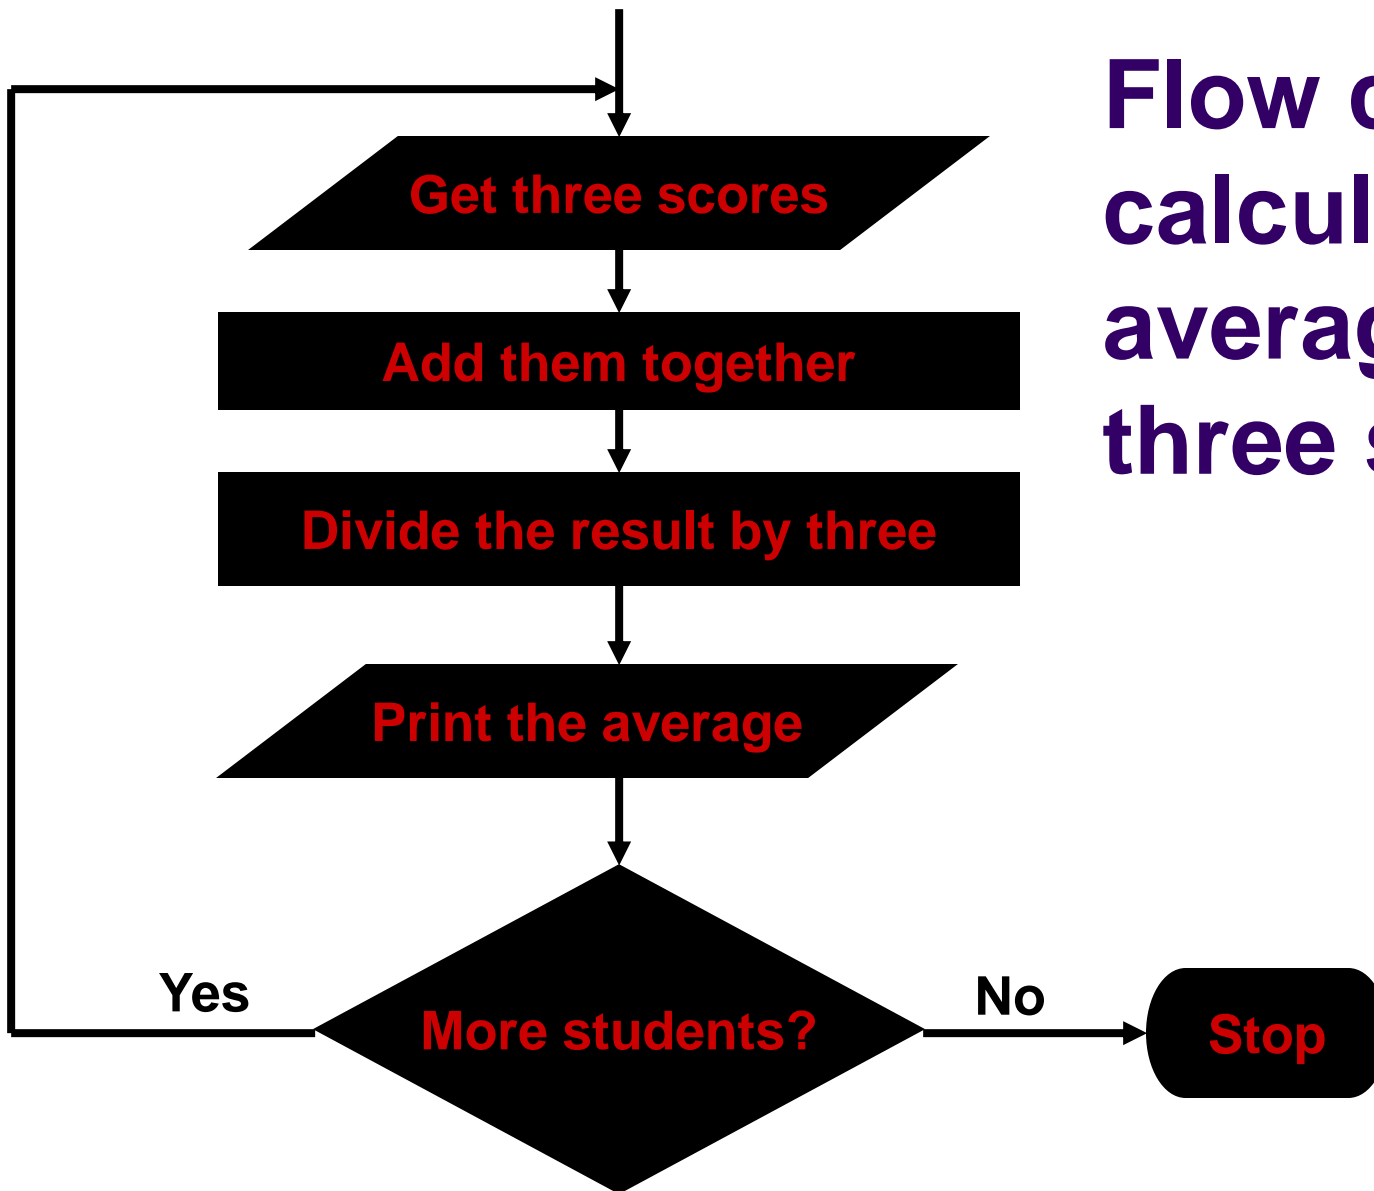 Flow
calcul
averag
three
Get three scores
Add them together
Divide the result by three
Print the average
More students?
Yes
No
Stop